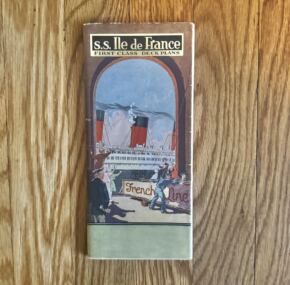 s.s. Ile de France
FIRST CLASS DECK PLANS
French Line